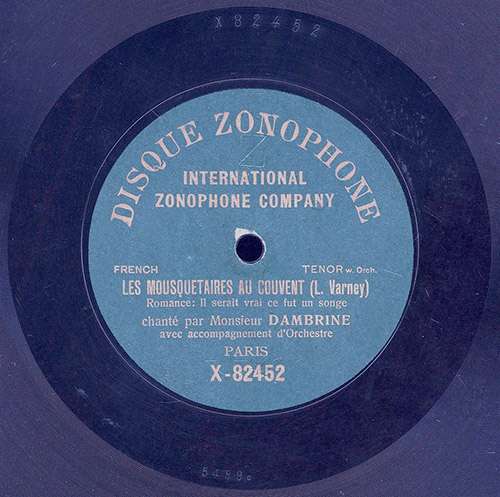 X82452
DISQUE ZONOPHONE
Z
INTERNATIONAL
ZONOPHONE COMPANY
FRENCH TENOR w. Orch.
LES MOUSQUETAIRES AU COUVENT (L. Varney)
Romance: Il serait vrai ce fut un songe
chanté par Monsieur DAMBRINE
avec accompagnement d'Orchestre
PARIS
X-82452